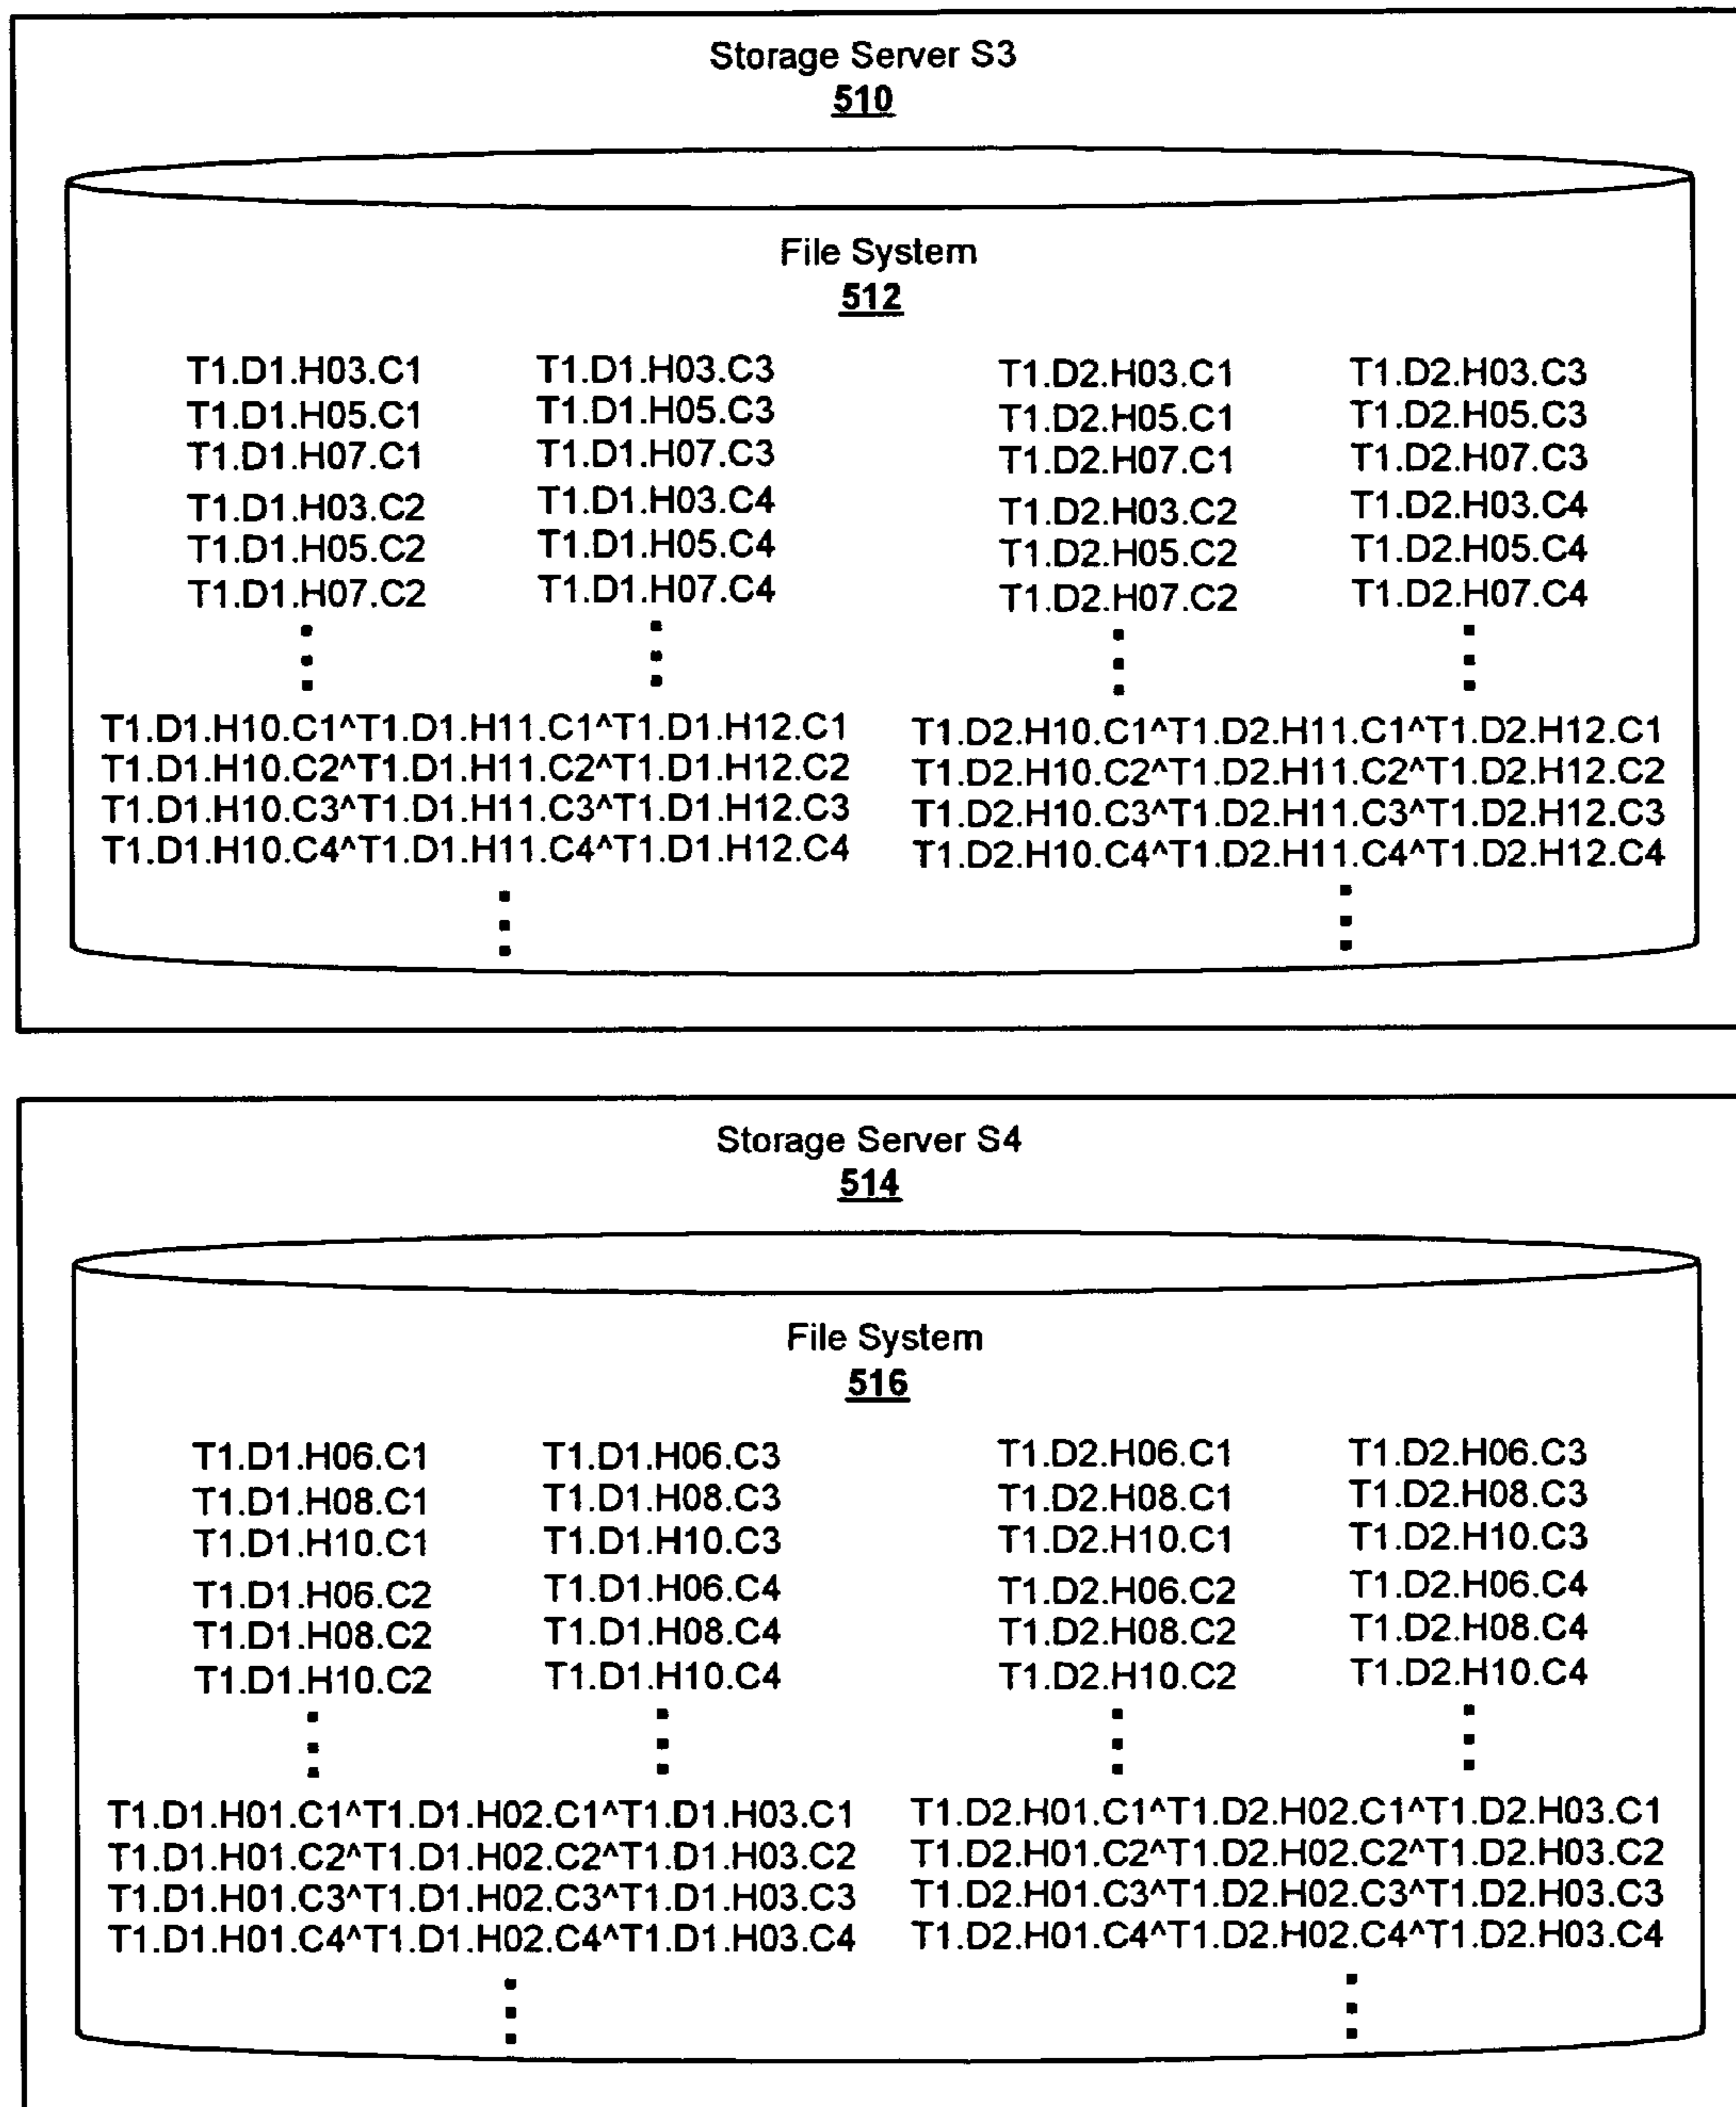 Storage Server S3
510
File System
512
T1.D1.H03.C1 T1.D1.H03.C3 T1.D2.H03.C1 T1.D2.H03.C3
T1.D1.H05.C1 T1.D1.H05.C3 T1.D2.H05.C1 T1.D2.H05.C3
T1.D1.H07.C1 T1.D1.H07.C3 T1.D2.H07.C1 T1.D2.H07.C3
T1.D1.H03.C2 T1.D1.H03.C4 T1.D2.H03.C2 T1.D2.H03.C4
T1.D1.H05.C2 T1.D1.H05.C4 T1.D2.H05.C2 T1.D2.H05.C4
T1.D1.H07.C2 T1.D1.H07.C4 T1.D2.H07.C2 T1.D2.H07.C4
T1.D1.H10.C1^T1.D1.H11.C1^T1.D1.H12.C1 T1.D2.H10.C1^T1.D2.H11.C1^T1.D2.H12.C1
T1.D1.H10.C2^T1.D1.H11.C2^T1.D1.H12.C2 T1.D2.H10.C2^T1.D2.H11.C2^T1.D2.H12.C2
T1.D1.H10.C3^T1.D1.H11.C3^T1.D1.H12.C3 T1.D2.H10.C3^T1.D2.H11.C3^T1.D2.H12.C3
T1.D1.H10.C4^T1.D1.H11.C4^T1.D1.H12.C4 T1.D2.H10.C4^T1.D2.H11.C4^T1.D2.H12.C4
Storage Server S4
514
File System
516
T1.D1.H06.C1 T1.D1.H06.C3 T1.D2.H06.C1 T1.D2.H06.C3
T1.D1.H08.C1 T1.D1.H08.C3 T1.D2.H08.C1 T1.D2.H08.C3
T1.D1.H10.C1 T1.D1.H10.C3 T1.D2.H10.C1 T1.D2.H10.C3
T1.D1.H06.C2 T1.D1.H06.C4 T1.D2.H06.C2 T1.D2.H06.C4
T1.D1.H08.C2 T1.D1.H08.C4 T1.D2.H08.C2 T1.D2.H08.C4
T1.D1.H10.C2 T1.D1.H10.C4 T1.D2.H10.C2 T1.D2.H10.C4
T1.D1.H01.C1^T1.D1.H02.C1^T1.D1.H03.C1 T1.D2.H01.C1^T1.D2.H02.C1^T1.D2.H03.C1
T1.D1.H01.C2^T1.D1.H02.C2^T1.D1.H03.C2 T1.D2.H01.C2^T1.D2.H02.C2^T1.D2.H03.C2
T1.D1.H01.C3^T1.D1.H02.C3^T1.D1.H03.C3 T1.D2.H01.C3^T1.D2.H02.C3^T1.D2.H03.C3
T1.D1.H01.C4^T1.D1.H02.C4^T1.D1.H03.C4 T1.D2.H01.C4^T1.D2.H02.C4^T1.D2.H03.C4